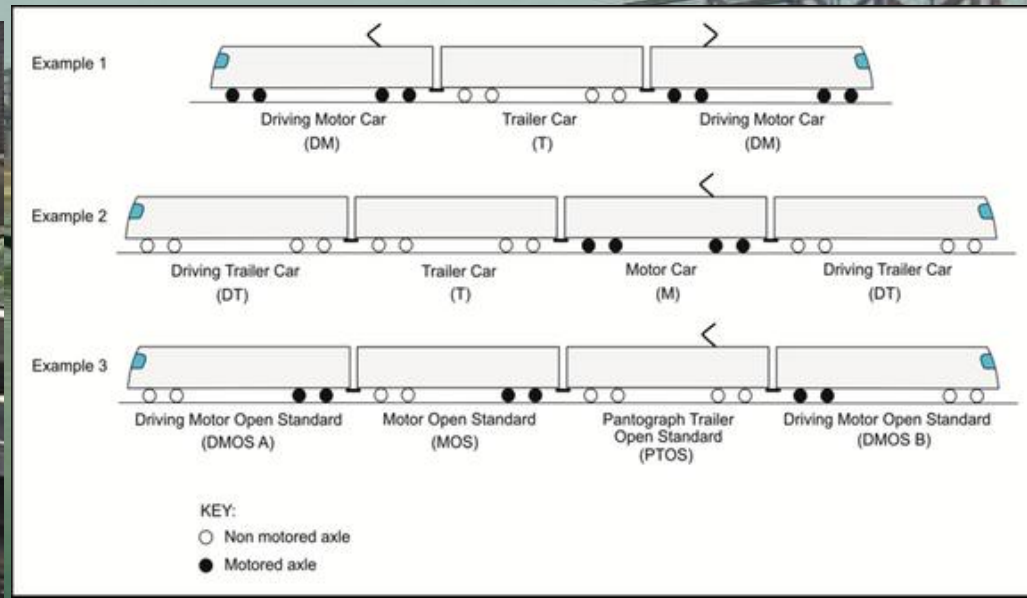 Example 1
Driving Motor Car
(DM)
Trailer Car
(T)
Driving Motor Car
(DM)
Example 2
Driving Trailer Car
(DT)
Trailer Car
(T)
Motor Car
(M)
Driving Trailer Car
(DT)
Example 3
Driving Motor Open Standard
(DMOS A)
Motor Open Standard
(MOS)
Pantograph Trailer
Open Standard
(PTOS)
Driving Motor Open Standard
(DMOS B)
KEY:
Non motored axle
Motored axle